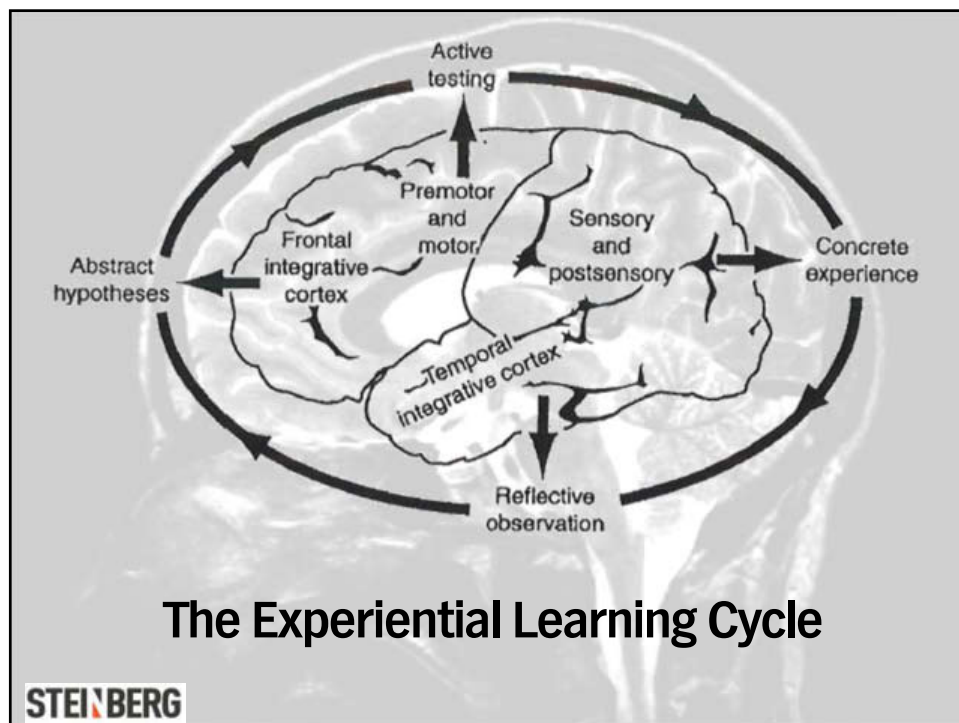 Active
testing
Premotor
and
motor
Sensory
and
postsensory
Frontal
integrative
cortex
Abstract
hypotheses
Concrete
experience
Temporal
integrative cortex
Reflective
observation
The Experiential Learning Cycle
STEINBERG